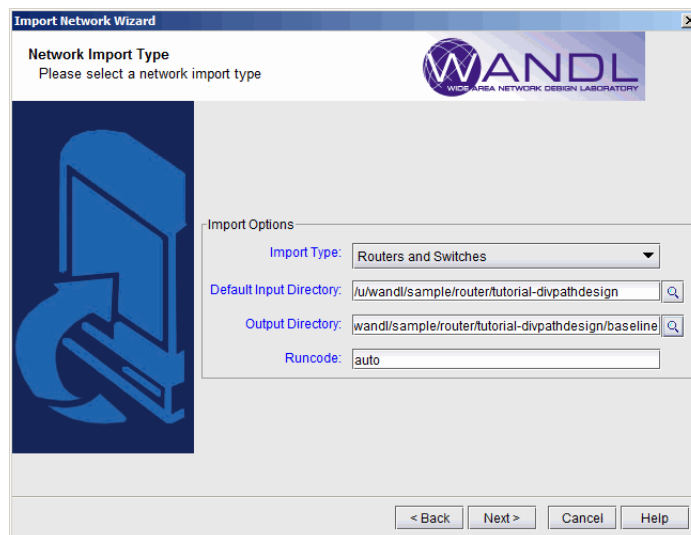 Import Network Wizard
Network Import Type
Please select a network import type
WANDL
WIDE AREA NETWORK DESIGN LABORATORY
Import Options
Import Type: Routers and Switches
Default Input Directory: /u/wandl/sample/router/tutorial-divpathdesign
Output Directory: wandl/sample/router/tutorial-divpathdesign/baseline
Runcode: auto
< Back Next > Cancel Help